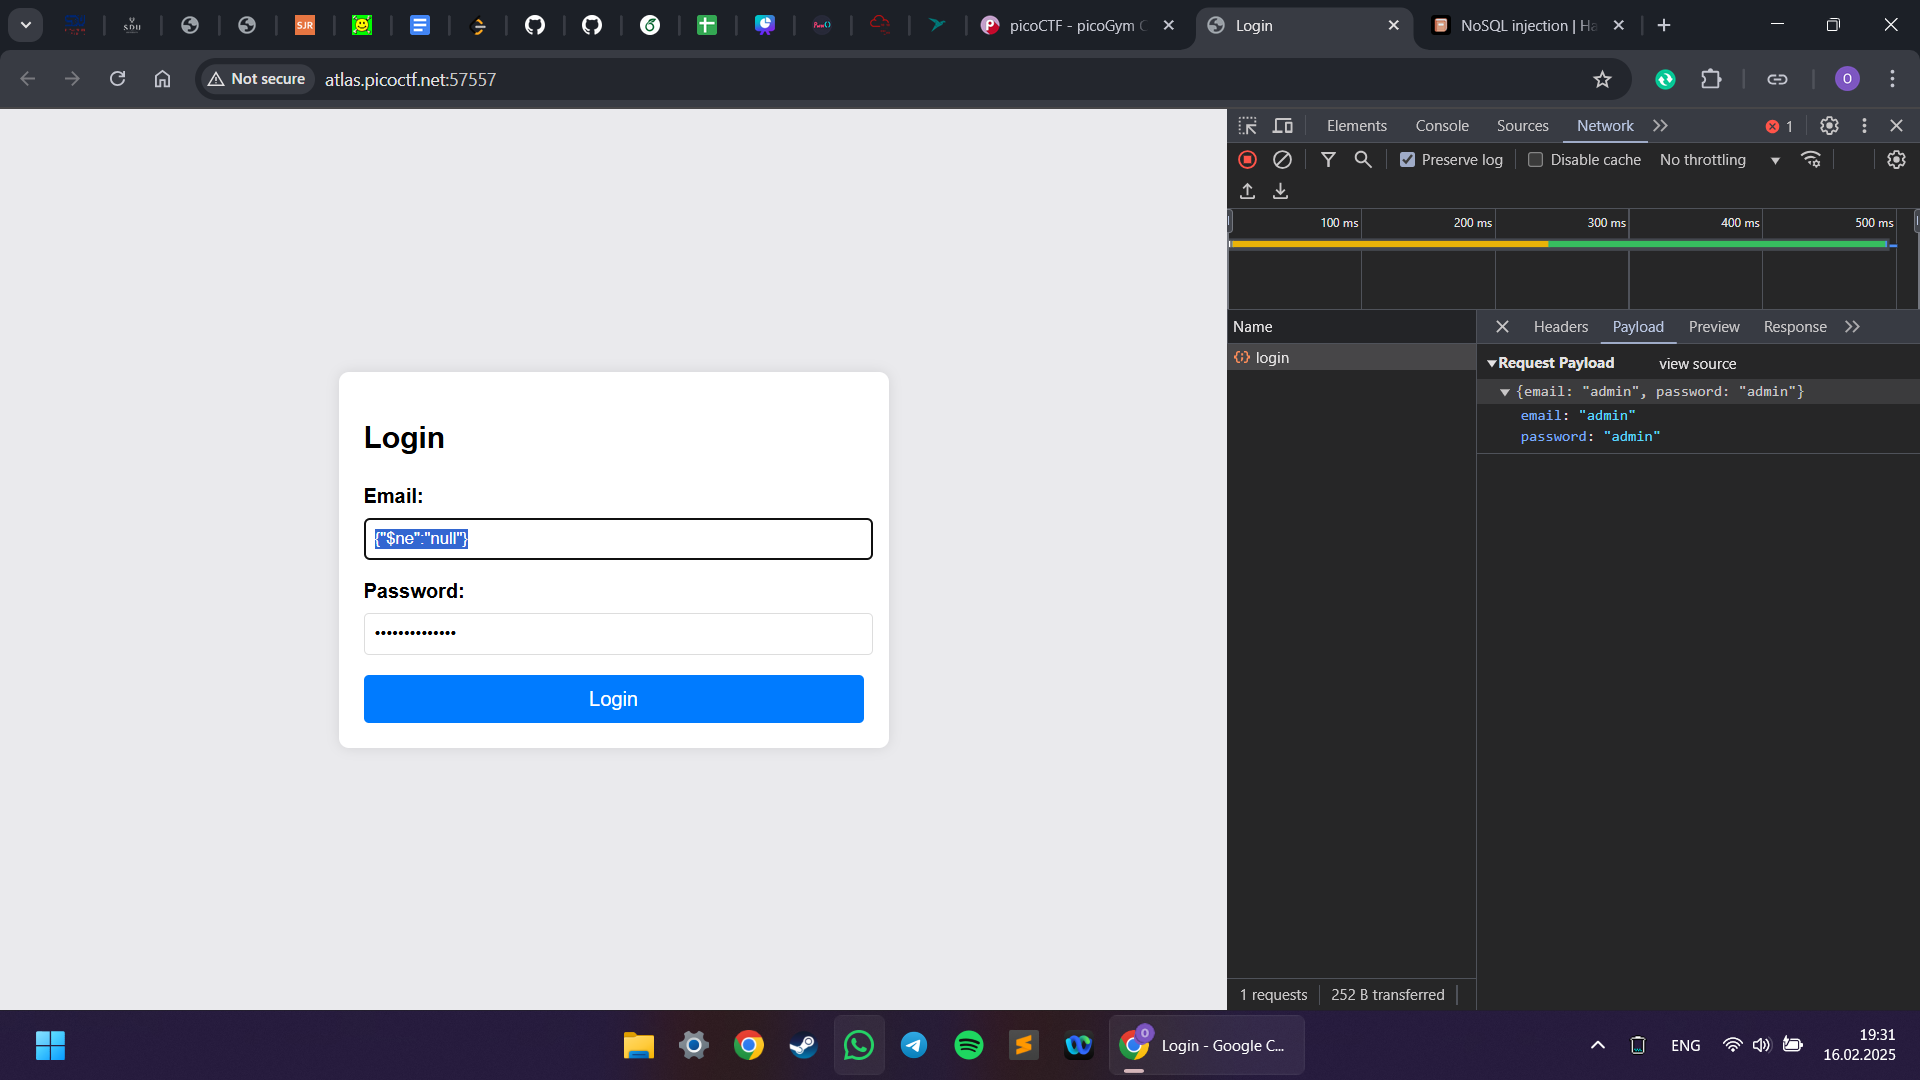 SJR
picoCTF - picoGym C
Login
NoSQL injection | Ha
Not secure
atlas.picoctf.net:57557
O
Elements
Console
Sources
Network
1
Preserve log
Disable cache
No throttling
100 ms
200 ms
300 ms
400 ms
500 ms
Name
Headers
Payload
Preview
Response
login
Request Payload
view source
{email: "admin", password: "admin"}
email: "admin"
password: "admin"
Login
Email:
{"$ne":"null"}
Password:
••••••••••••••
Login
1 requests
252 B transferred
Login - Google C...
ENG
19:31
16.02.2025